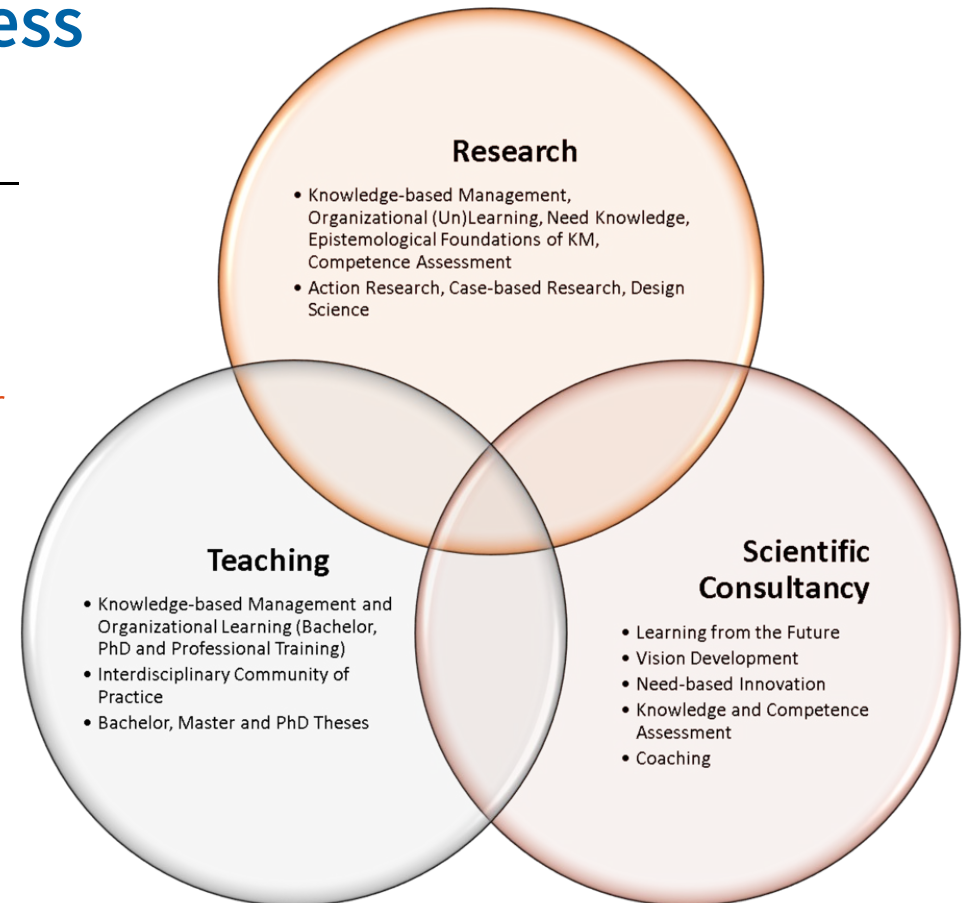 ess
Research
• Knowledge-based Management,
Organizational (Un)Learning, Need Knowledge,
Epistemological Foundations of KM,
Competence Assessment
• Action Research, Case-based Research, Design
Science
Teaching
• Knowledge-based Management and
Organizational Learning (Bachelor,
PhD and Professional Training)
• Interdisciplinary Community of
Practice
• Bachelor, Master and PhD Theses
Scientific
Consultancy
• Learning from the Future
• Vision Development
• Need-based Innovation
• Knowledge and Competence
Assessment
• Coaching